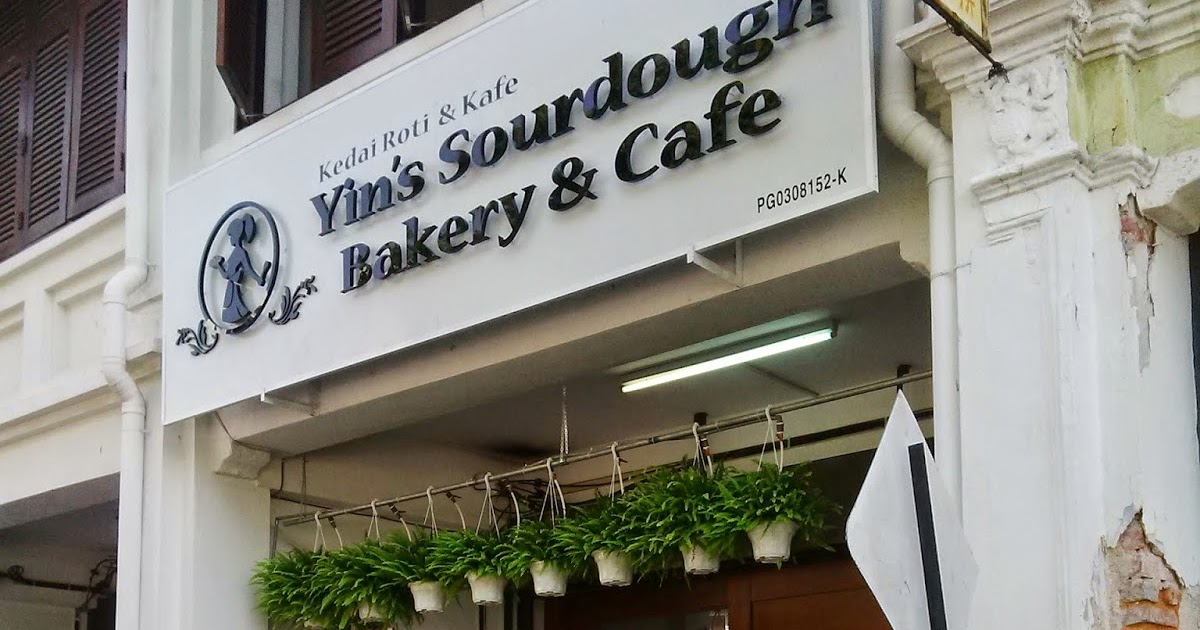 Kedai Roti & Kafe
Yin's Sourdough
Bakery & Cafe
PG0308152-K